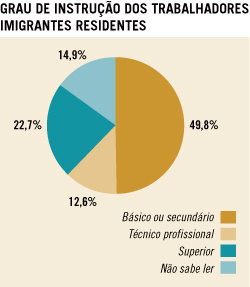 GRAU DE INSTRUÇÃO DOS TRABALHADORES
IMIGRANTES RESIDENTES
14,9%
22,7%
49,8%
12,6%
Básico ou secundário
Técnico profissional
Superior
Não sabe ler